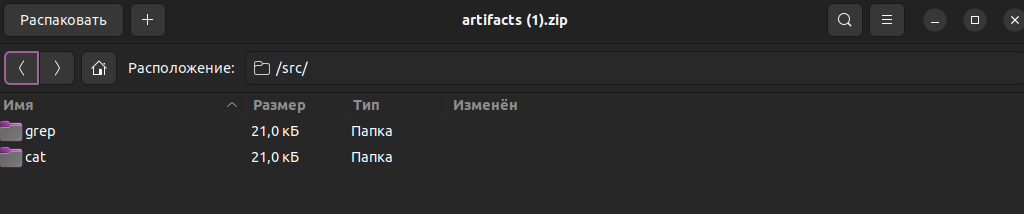 Распаковать artifacts (1).zip
Расположение: /src/
Имя Размер Тип Изменён
grep 21,0 кБ Папка
cat 21,0 кБ Папка